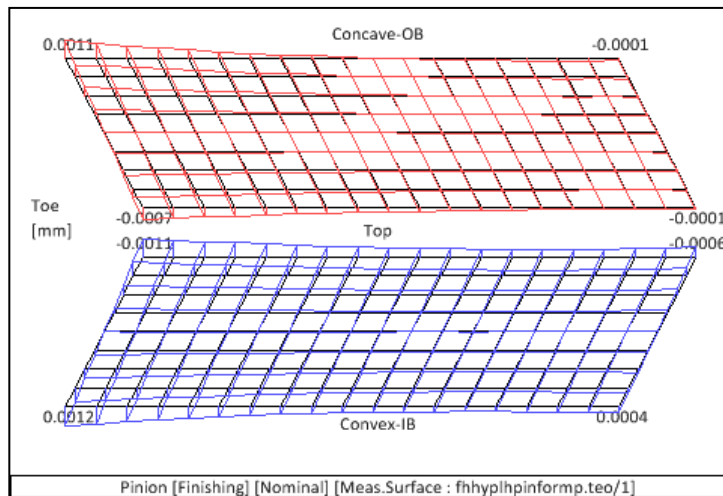 Concave-OB
0.0011
-0.0001
Toe
[mm]
-0.0007
Top
-0.0001
-0.0011
-0.0006
0.0012
Convex-IB
0.0004
Pinion [Finishing] [Nominal] [Meas.Surface : fhhyplhpinformp.teo/1]